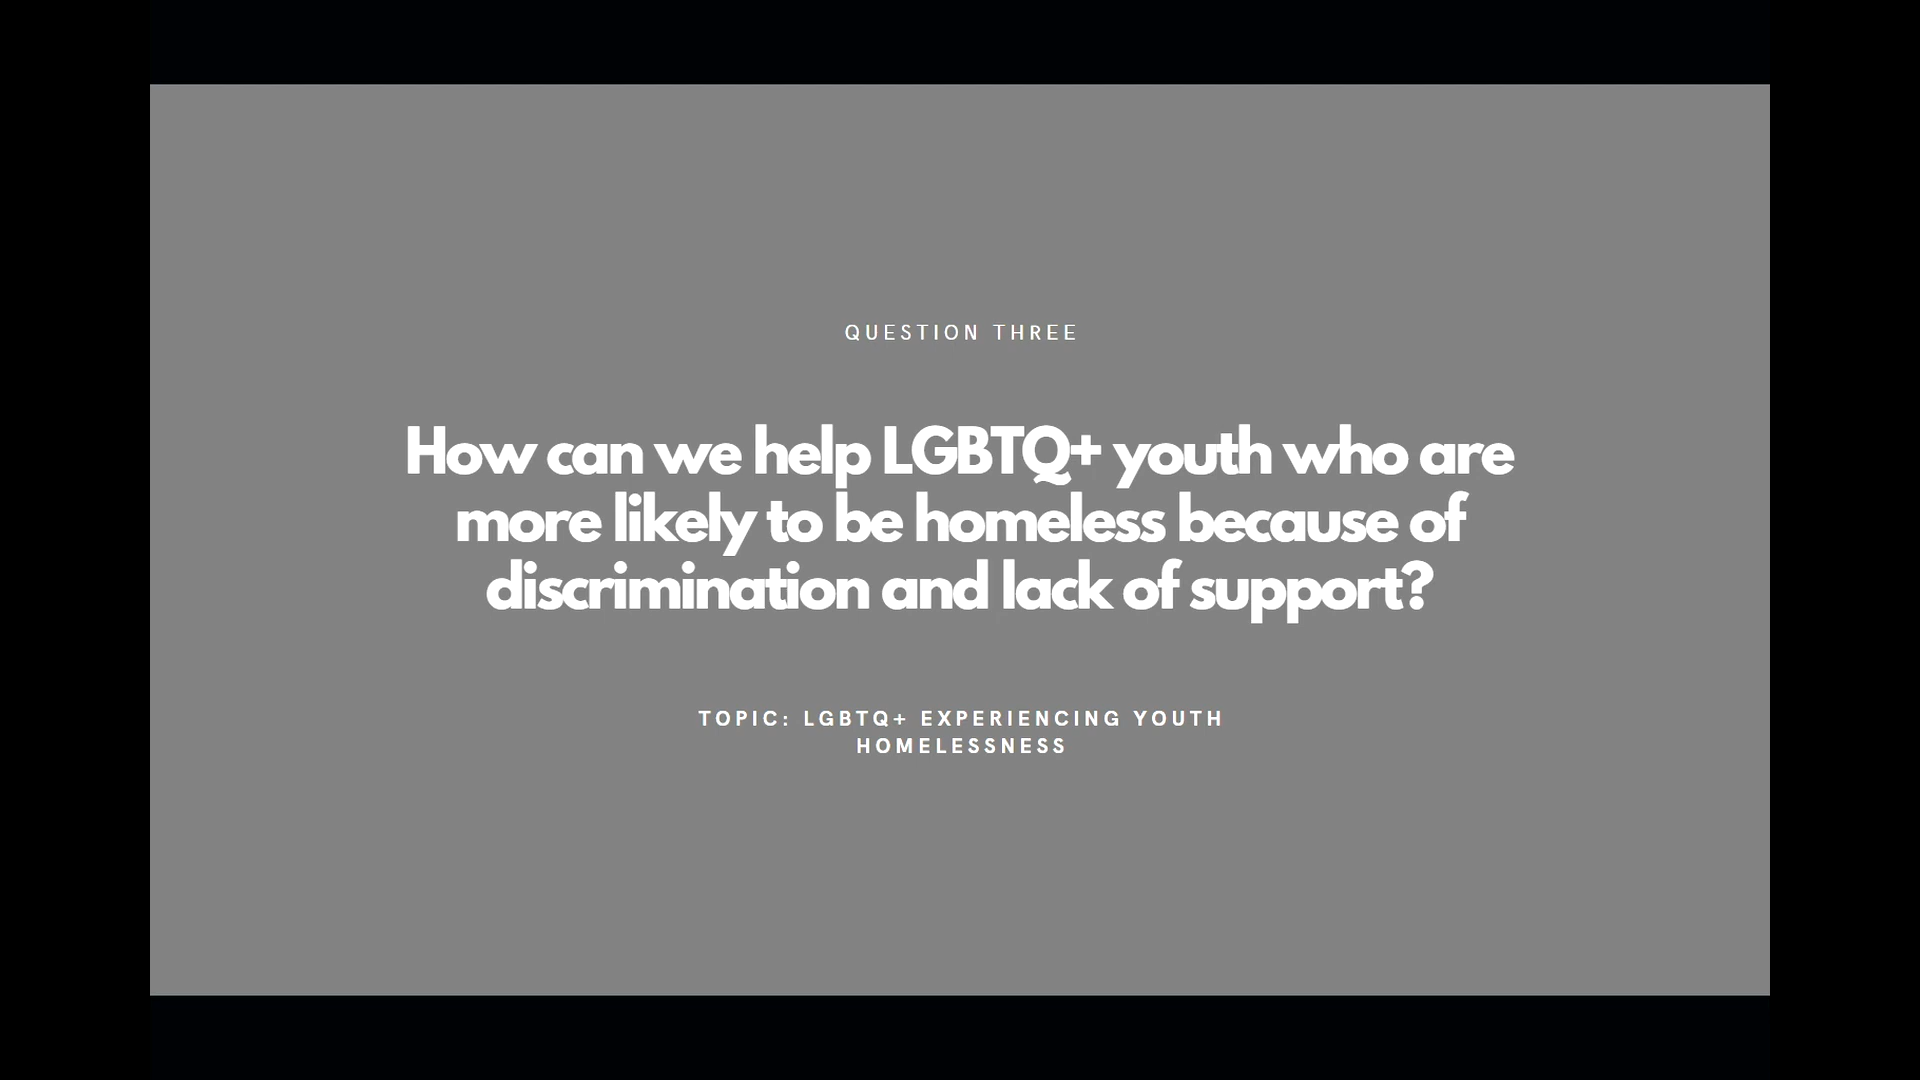 QUESTION THREE
How can we help LGBTQ+ youth who are
more likely to be homeless because of
discrimination and lack of support?
TOPIC: LGBTQ+ EXPERIENCING YOUTH
HOMELESSNESS